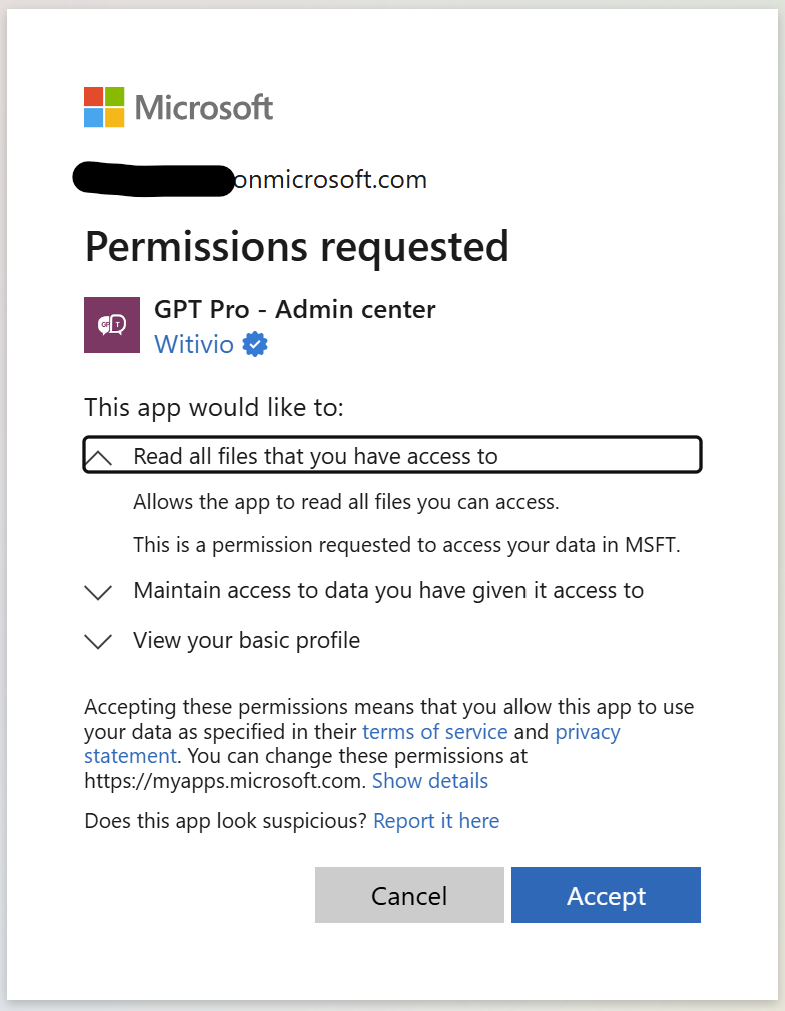 Microsoft
onmicrosoft.com
Permissions requested
GPT Pro - Admin center
Witivio
This app would like to:
Read all files that you have access to
Allows the app to read all files you can access.
This is a permission requested to access your data in MSFT.
Maintain access to data you have given it access to
View your basic profile
Accepting these permissions means that you allow this app to use
your data as specified in their terms of service and privacy
statement. You can change these permissions at
https://myapps.microsoft.com. Show details
Does this app look suspicious? Report it here
Cancel
Accept